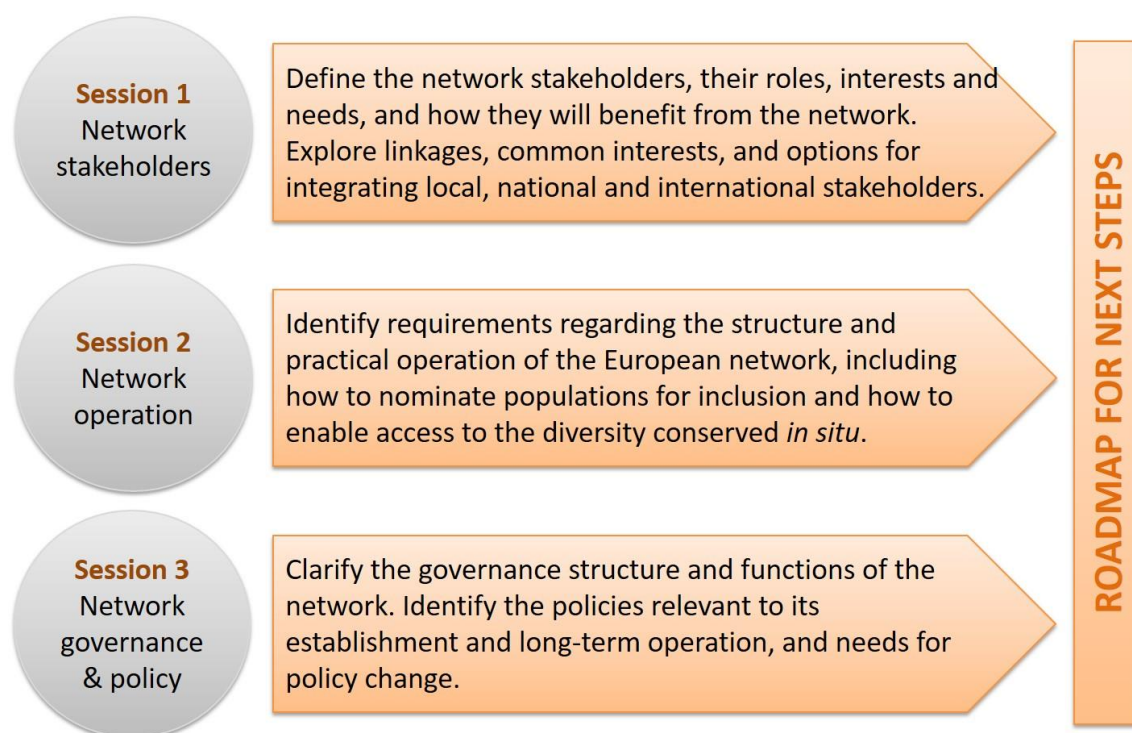 Session 1
Network
stakeholders
Define the network stakeholders, their roles, interests and
needs, and how they will benefit from the network.
Explore linkages, common interests, and options for
integrating local, national and international stakeholders.
Session 2
Network
operation
Identify requirements regarding the structure and
practical operation of the European network, including
how to nominate populations for inclusion and how to
enable access to the diversity conserved in situ.
Session 3
Network
governance
& policy
Clarify the governance structure and functions of the
network. Identify the policies relevant to its
establishment and long-term operation, and needs for
policy change.
ROADMAP FOR NEXT STEPS